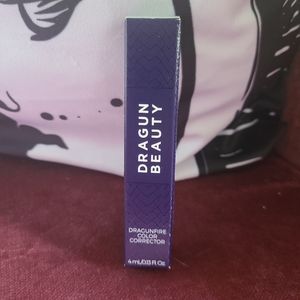 DRAGUN
BEAUTY
DRAGUNFIRE
COLOR
CORRECTOR
4 mL/0.13 Fl Oz